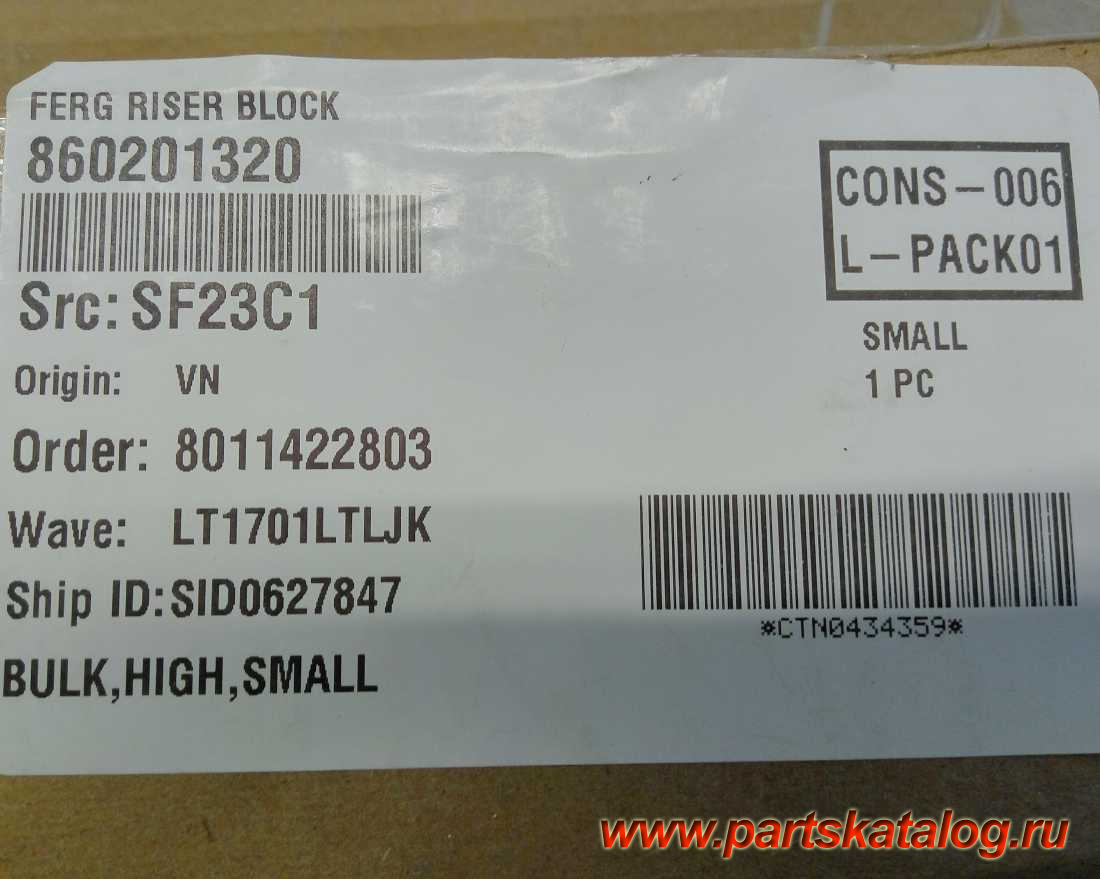 FERG RISER BLOCK
860201320
Src: SF23C1
Origin: VN
Order: 8011422803
Wave: LT1701LTLJK
Ship ID:SID0627847
BULK,HIGH,SMALL
CONS-006
L-PACK01
SMALL
1 PC
*CTN0434359*
www.partskatalog.ru